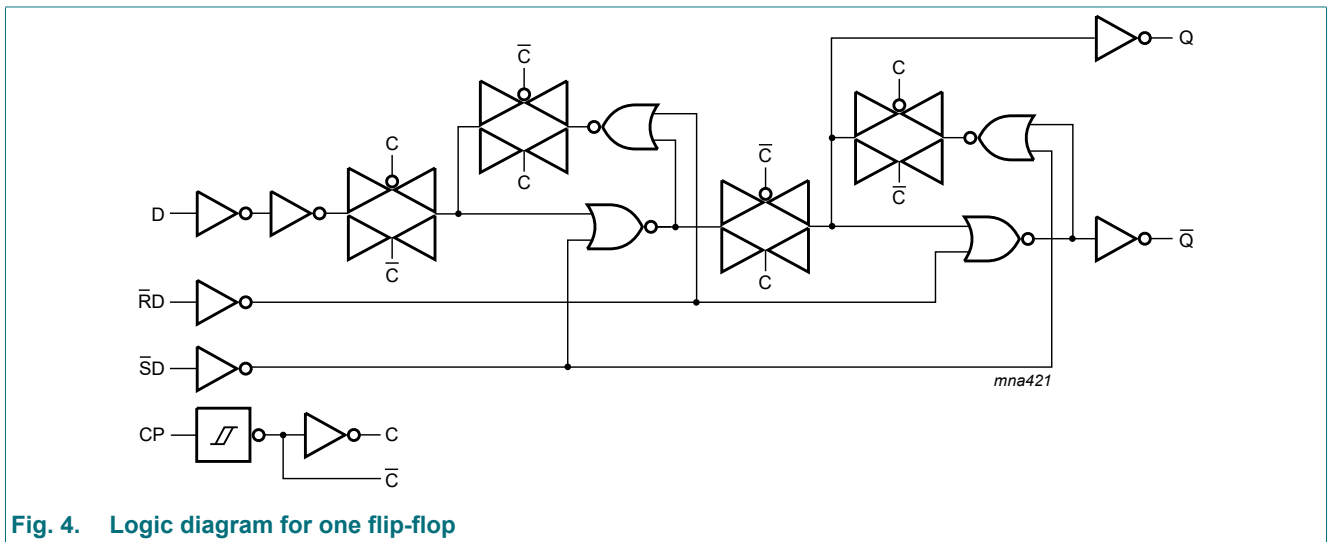 Q
C̅
C
C
C̅
C
C̅
D
Q̅
C̅
C
R̅D
S̅D
mna421
CP
C
C̅
Fig. 4. Logic diagram for one flip-flop